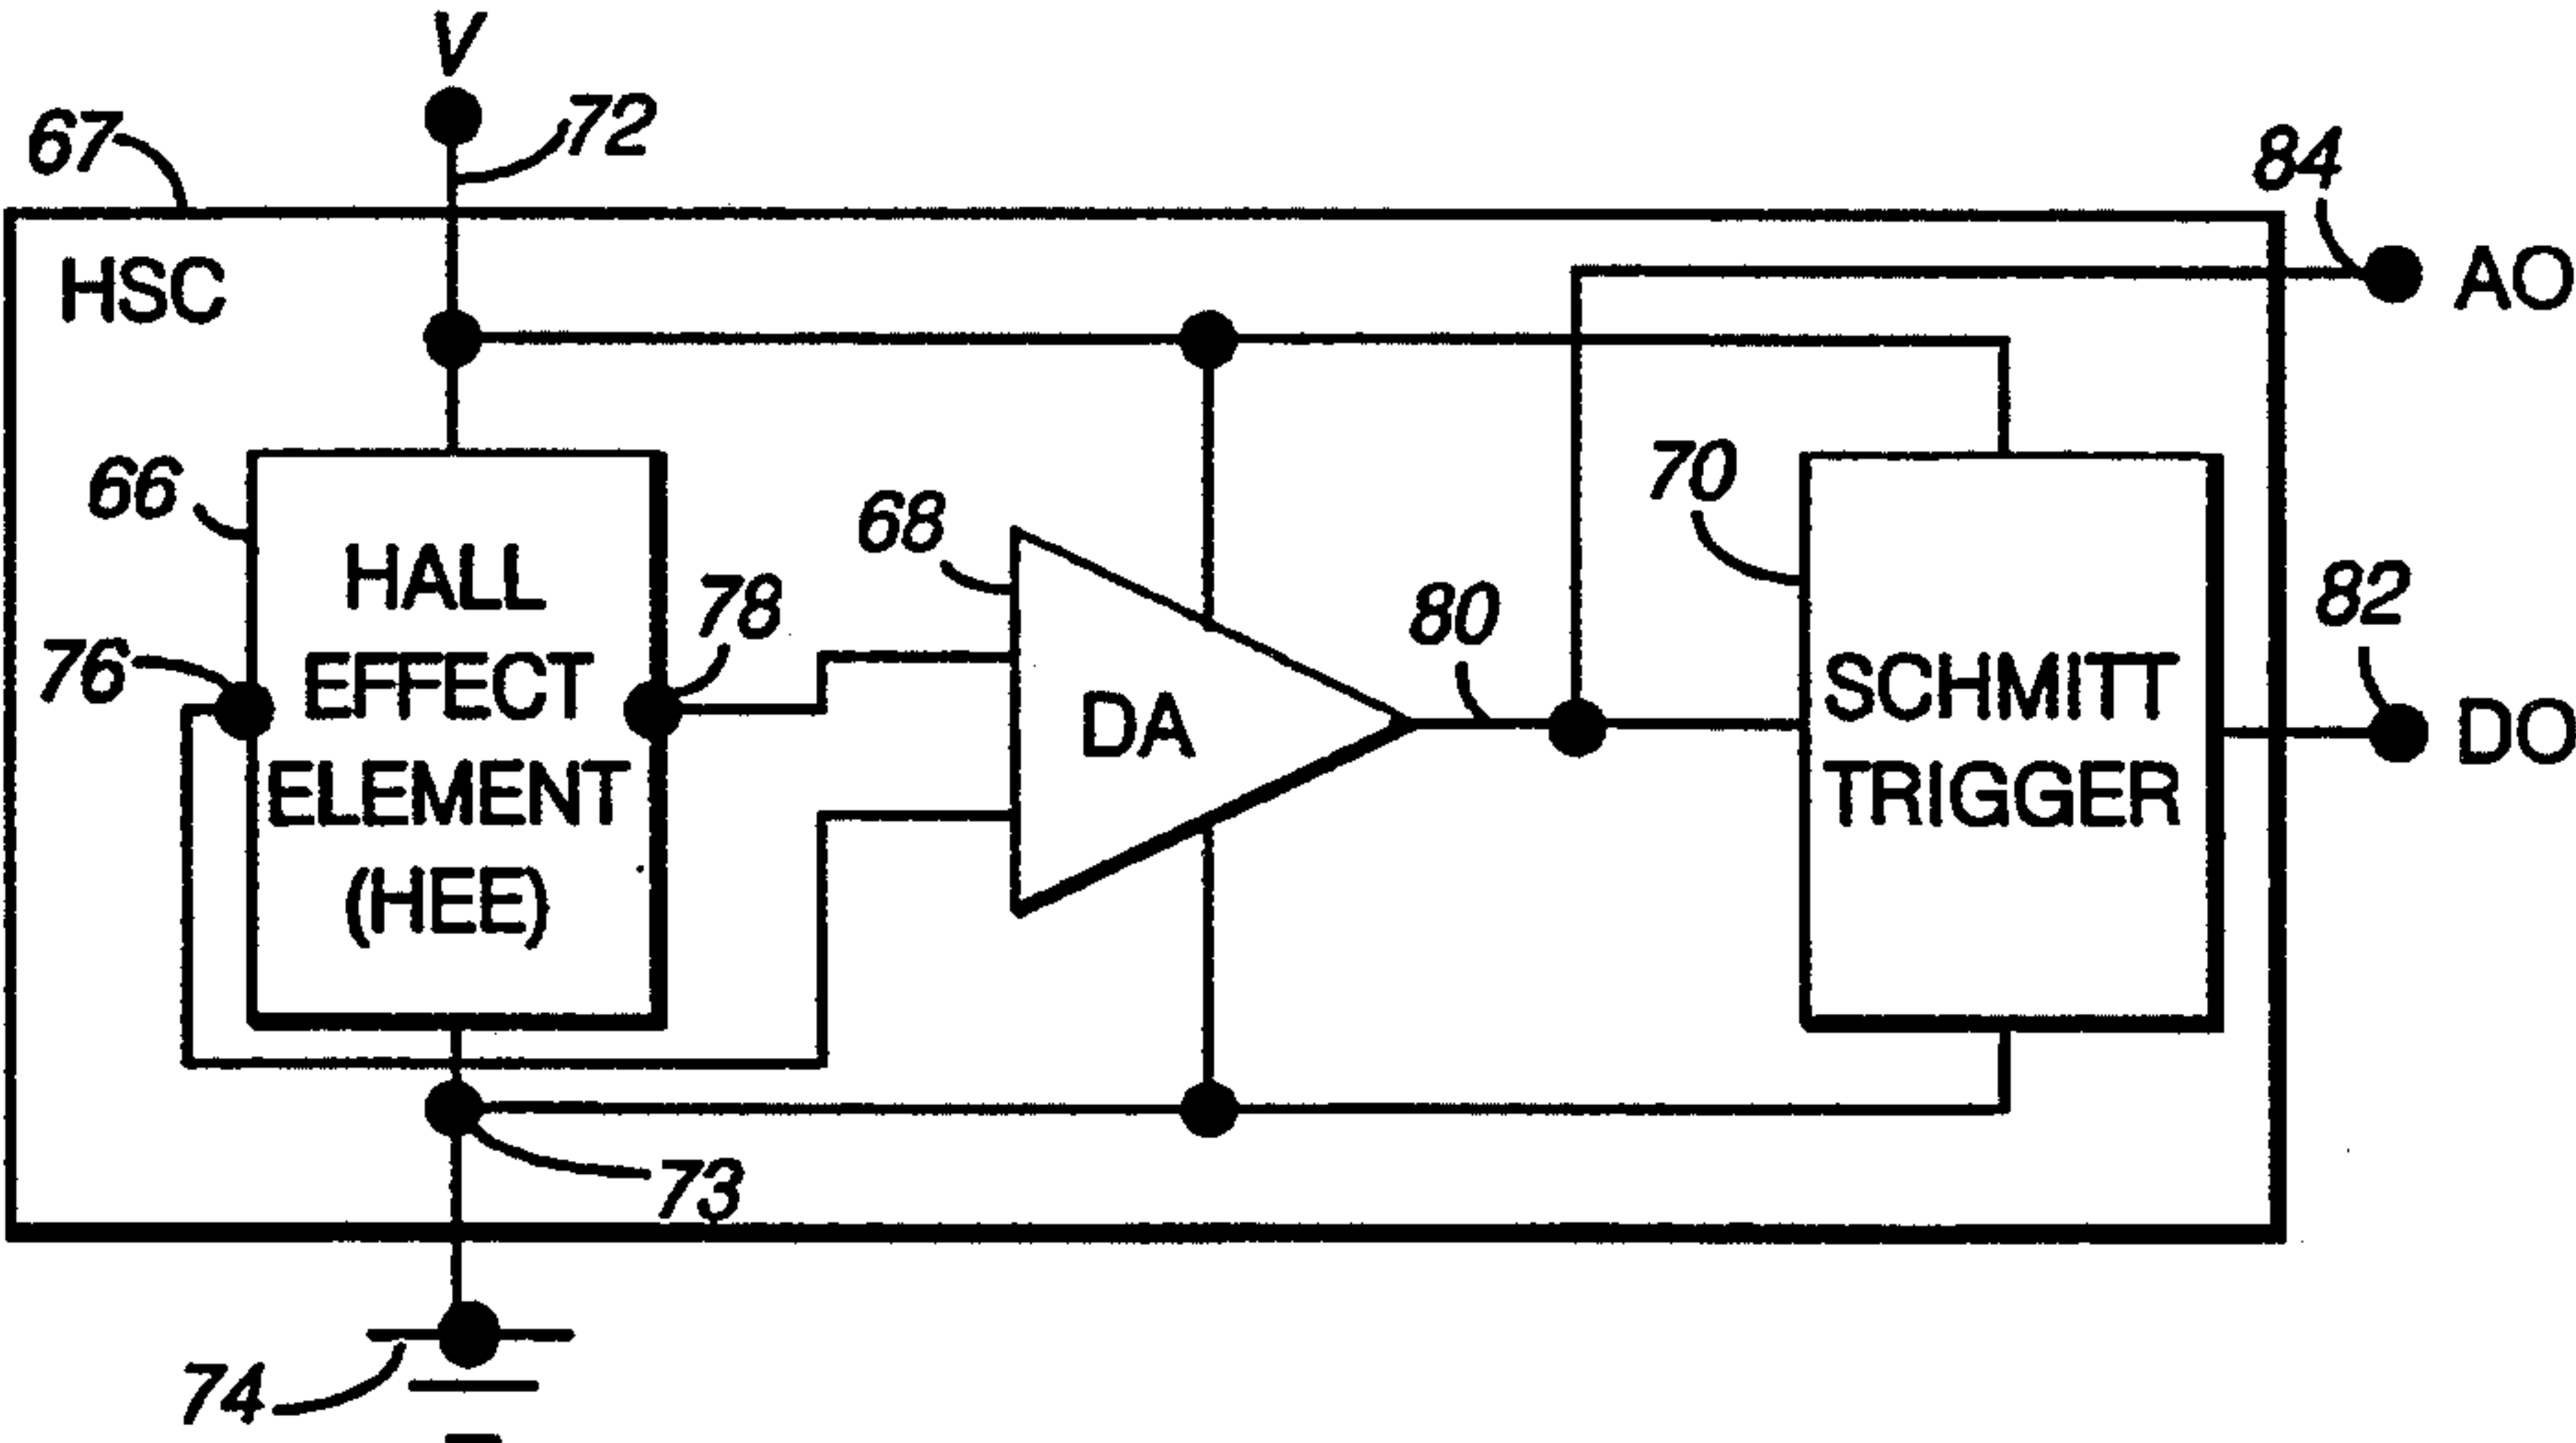 V
72
67
84
HSC
AO
66
HALL
EFFECT
ELEMENT
(HEE)
76
78
68
DA
80
70
SCHMITT
TRIGGER
82
DO
73
74